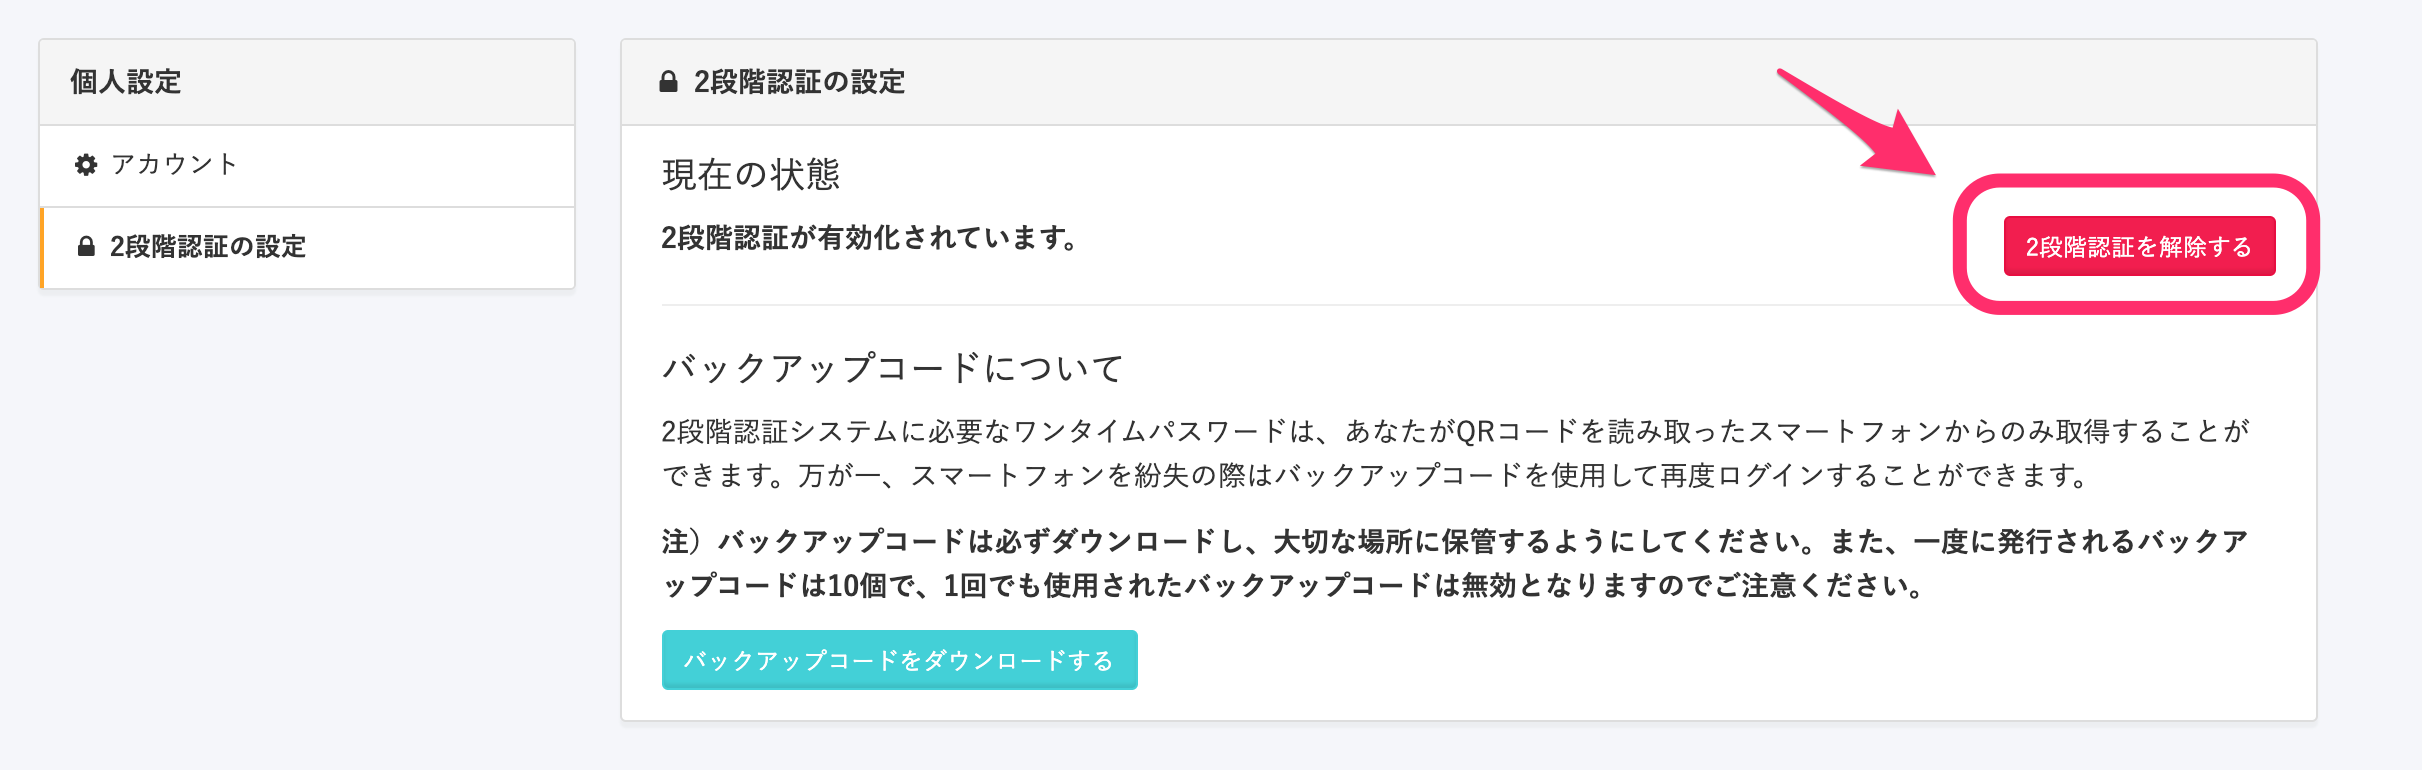 個人設定
アカウント
2段階認証の設定
2段階認証の設定
現在の状態
2段階認証が有効化されています。
2段階認証を解除する
バックアップコードについて
2段階認証システムに必要なワンタイムパスワードは、あなたがQRコードを読み取ったスマートフォンからのみ取得することが
できます。万が一、スマートフォンを紛失の際はバックアップコードを使用して再度ログインすることができます。
注）バックアップコードは必ずダウンロードし、大切な場所に保管するようにしてください。また、一度に発行されるバックア
ップコードは10個で、1回でも使用されたバックアップコードは無効となりますのでご注意ください。
バックアップコードをダウンロードする